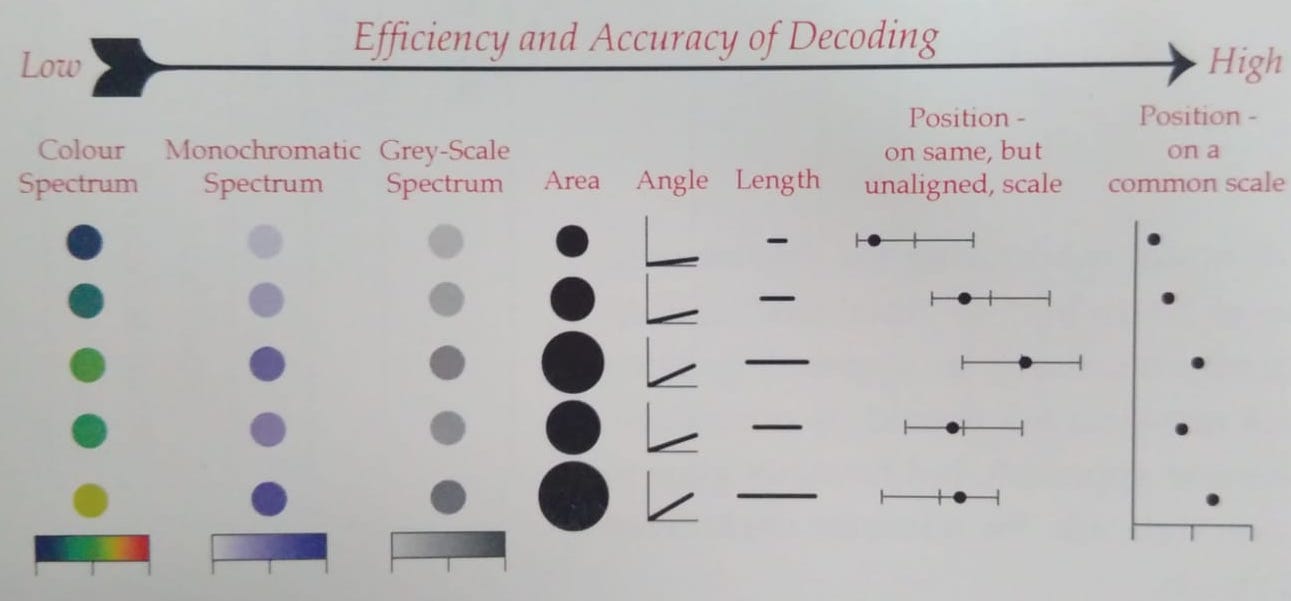 Efficiency and Accuracy of Decoding
Low
High
Colour
Spectrum
Monochromatic
Spectrum
Grey-Scale
Spectrum
Area
Angle
Length
Position -
on same, but
unaligned, scale
Position -
on a
common scale